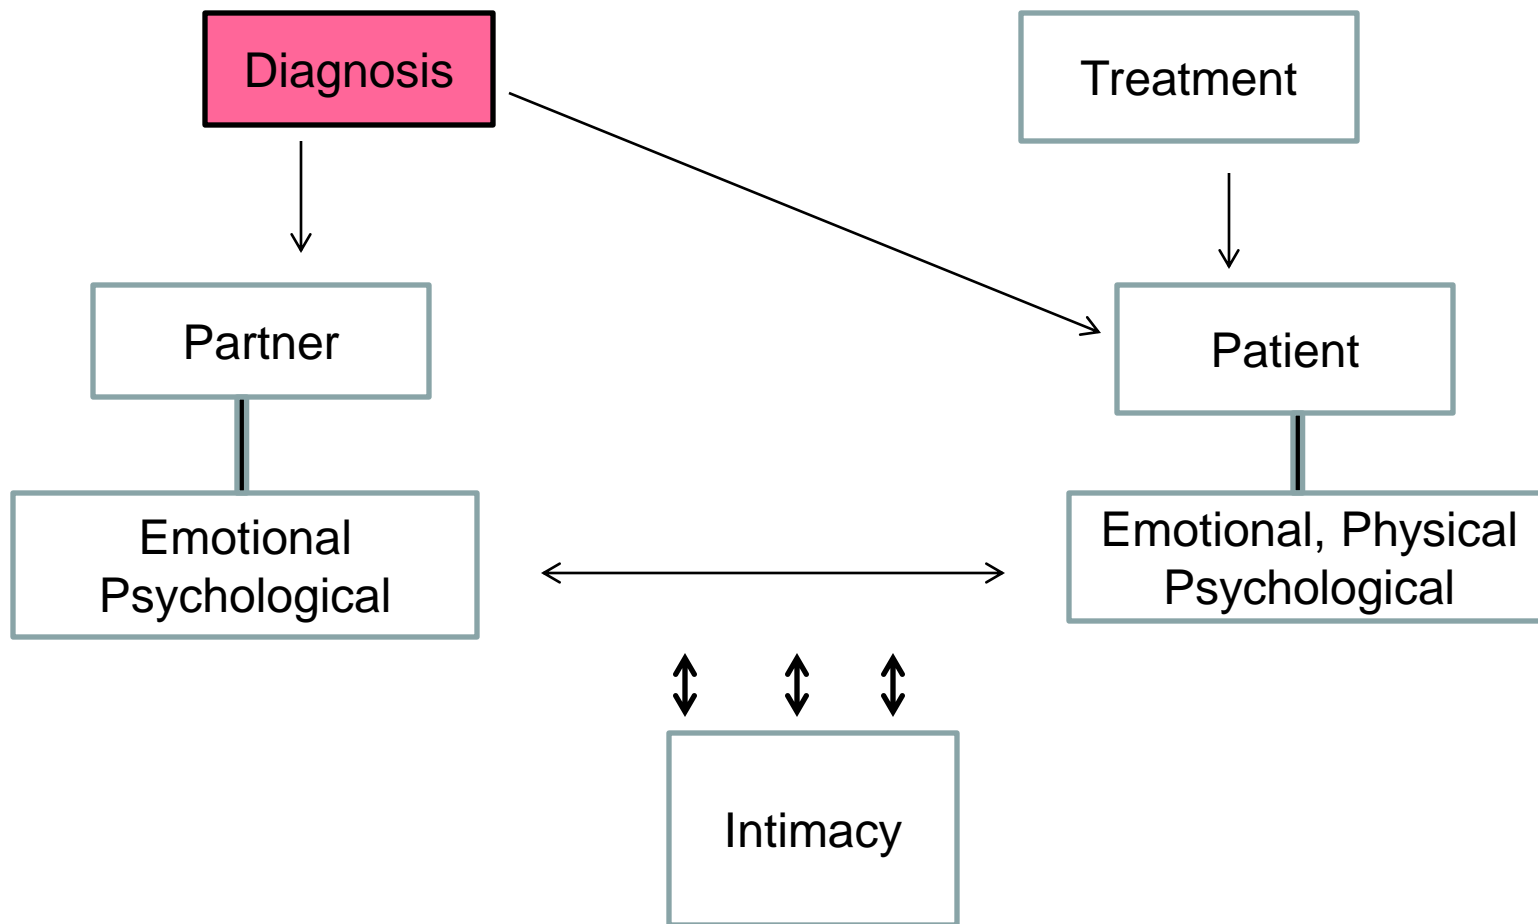 Diagnosis
Treatment
Partner
Patient
Emotional
Psychological
Emotional, Physical
Psychological
Intimacy